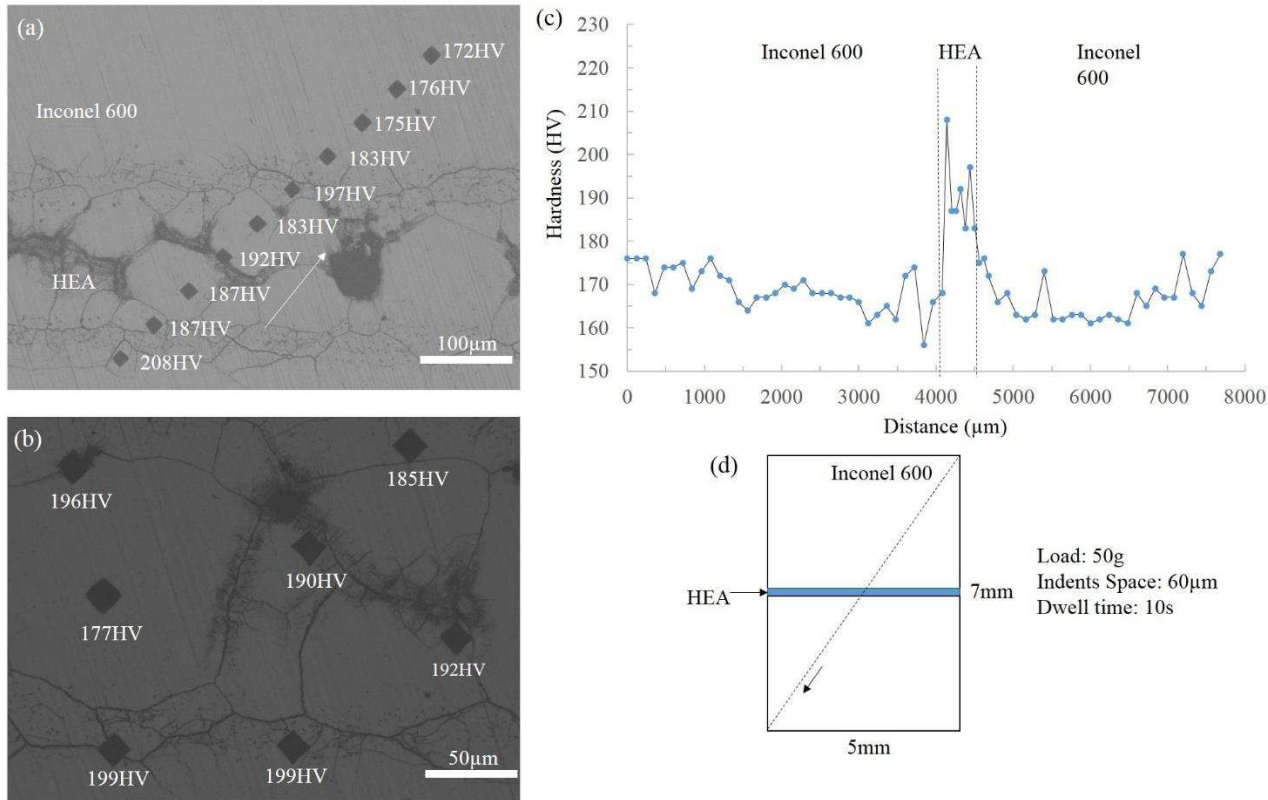 (a)
172HV
176HV
Inconel 600
175HV
183HV
197HV
183HV
192HV
HEA
187HV
187HV
208HV
100µm
(b)
185HV
196HV
190HV
177HV
192HV
199HV
199HV
50µm
(c)
Inconel 600
HEA
Inconel
600
Hardness (HV)
230
220
210
200
190
180
170
160
150
0
1000
2000
3000
4000
5000
6000
7000
8000
Distance (µm)
(d)
Inconel 600
HEA
7mm
5mm
Load: 50g
Indents Space: 60µm
Dwell time: 10s